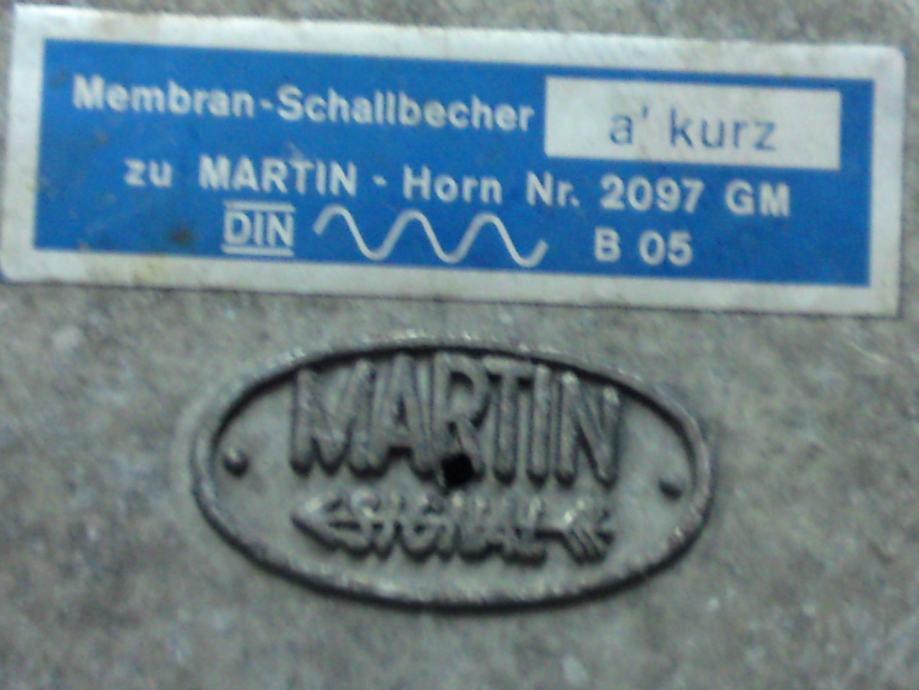 Membran-Schallbecher a' kurz
zu MARTIN - Horn Nr. 2097 GM
DIN B 05
MARTIN
SIGNAL